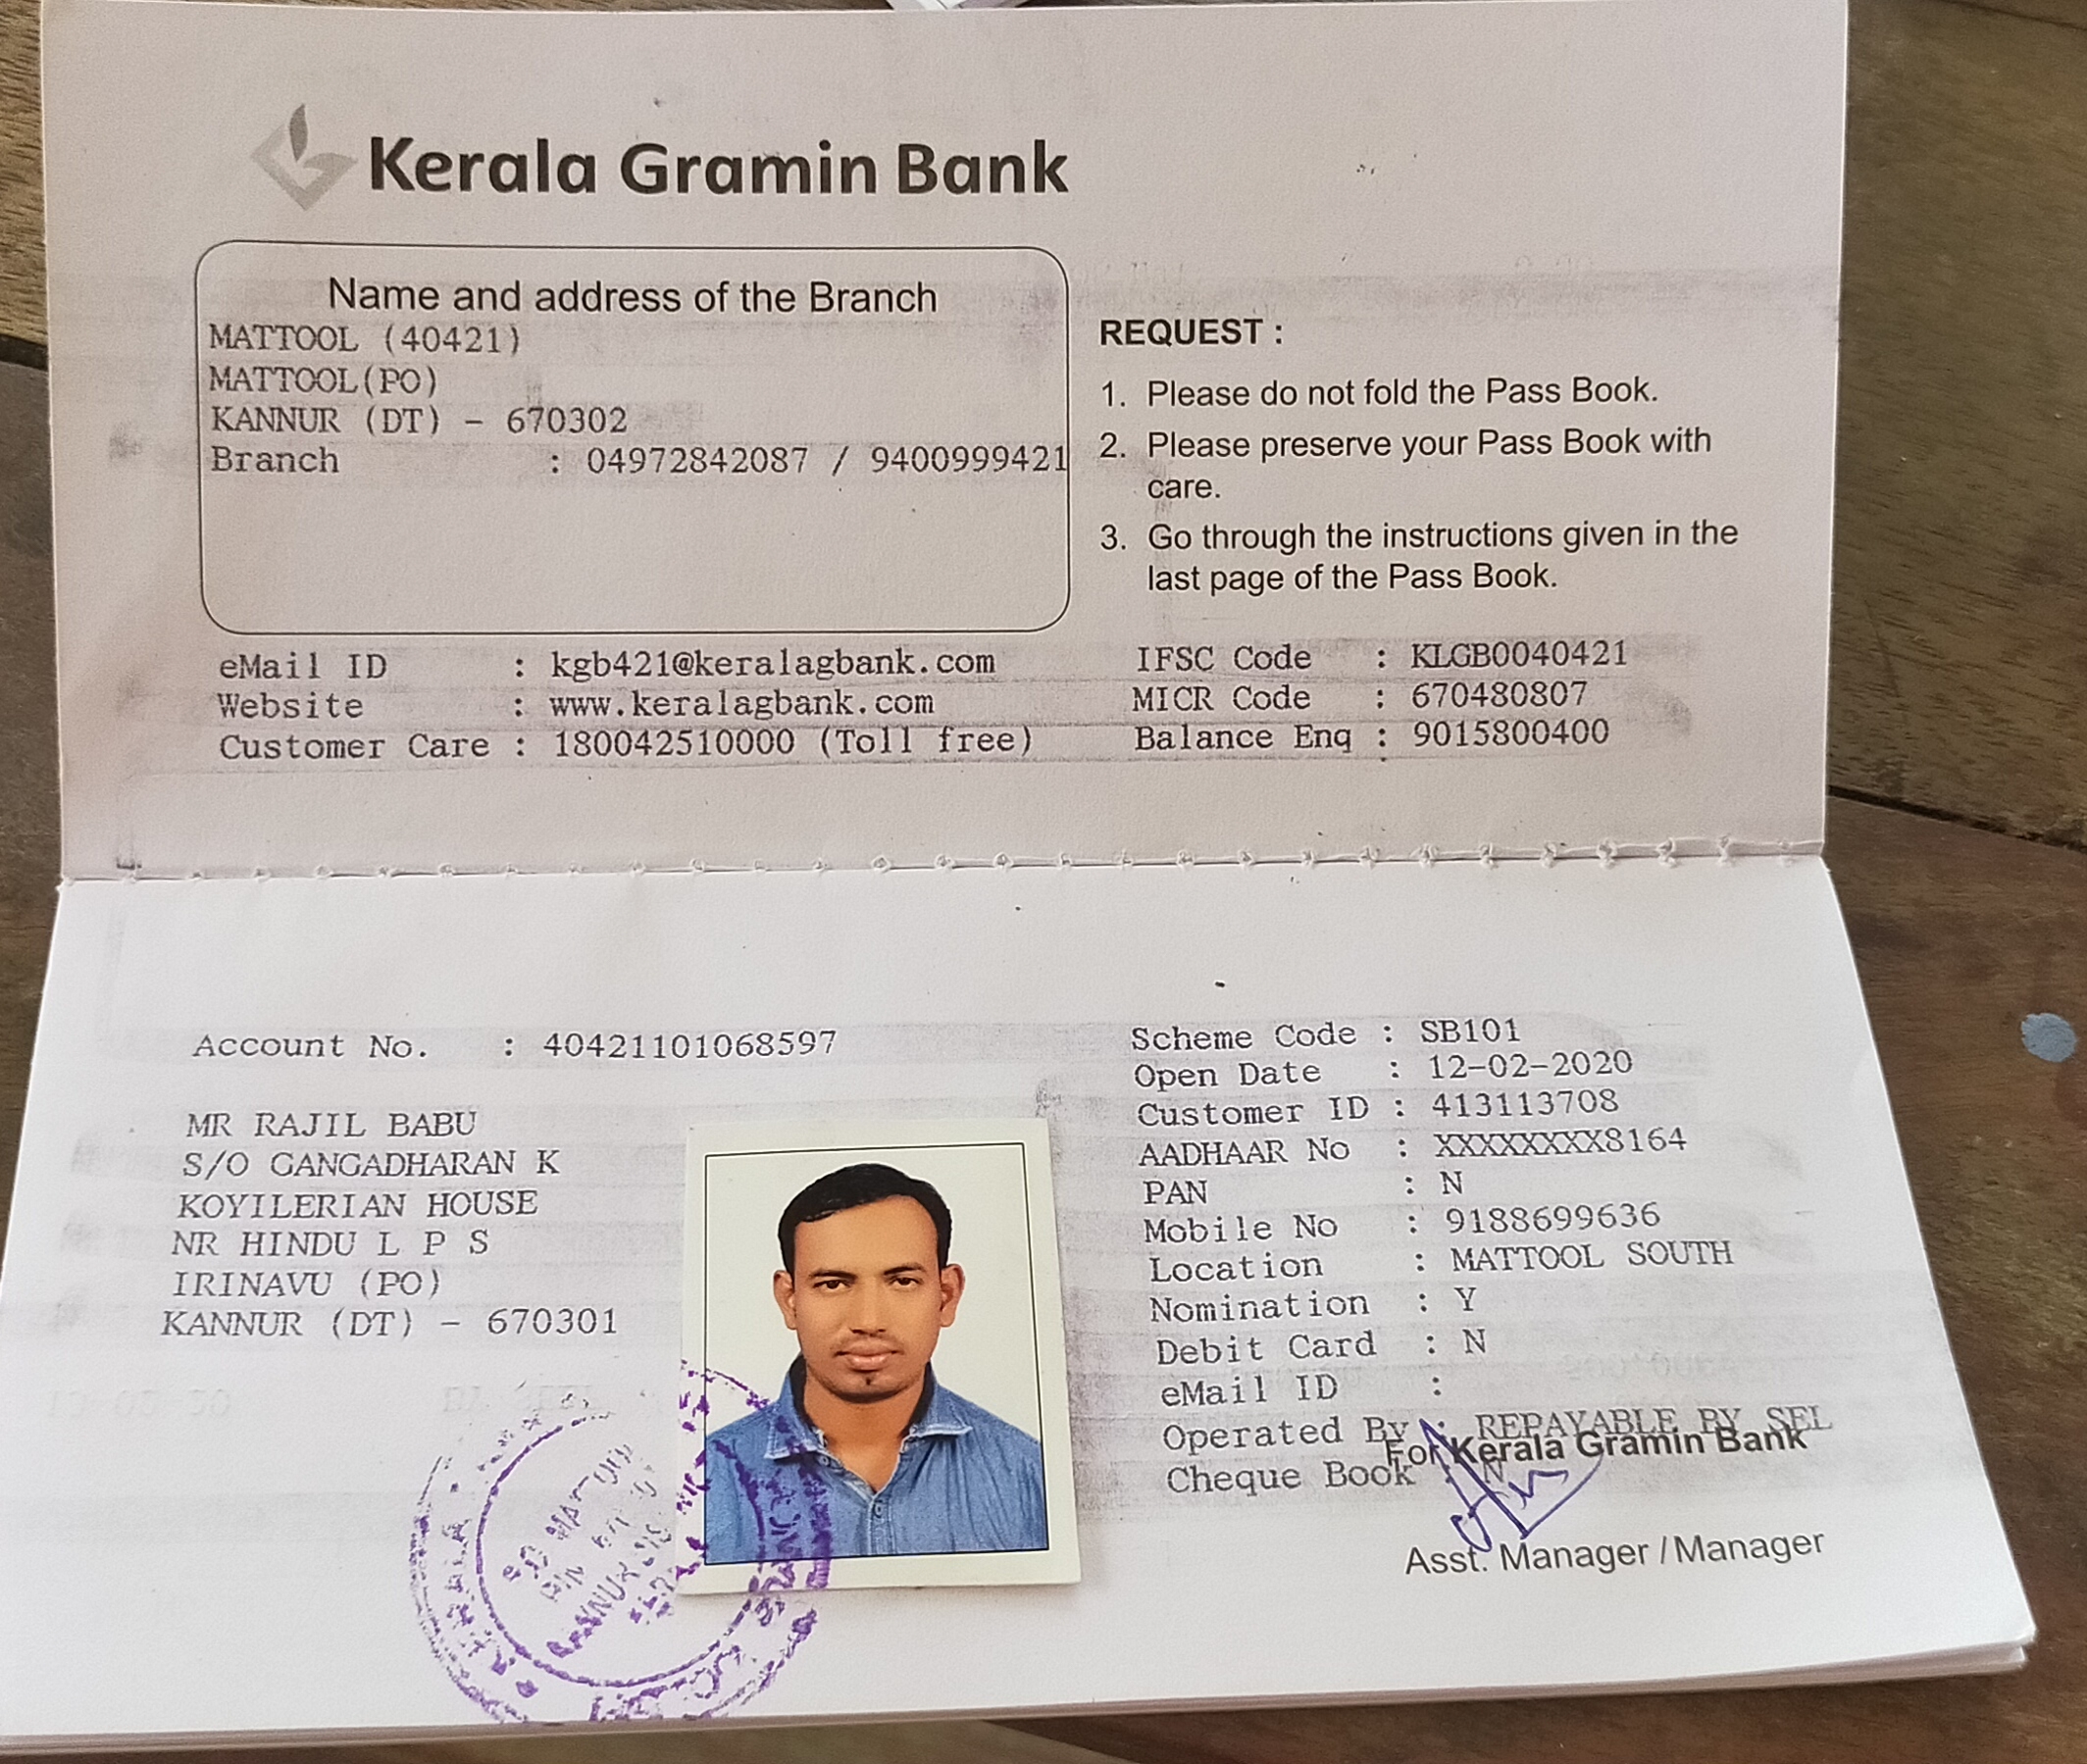 Kerala Gramin Bank
Name and address of the Branch
MATTOOL (40421)
MATTOOL(PO)
KANNUR (DT) - 670302
Branch : 04972842087 / 9400999421
REQUEST :
1. Please do not fold the Pass Book.
2. Please preserve your Pass Book with
care.
3. Go through the instructions given in the
last page of the Pass Book.
eMail ID : kgb421@keralagbank.com
Website : www.keralagbank.com
Customer Care : 180042510000 (Toll free)
IFSC Code : KLGB0040421
MICR Code : 670480807
Balance Enq : 9015800400
Account No. : 40421101068597
MR RAJIL BABU
S/O GANGADHARAN K
KOYILERIAN HOUSE
NR HINDU L P S
IRINAVU (PO)
KANNUR (DT) - 670301
Scheme Code : SB101
Open Date : 12-02-2020
Customer ID : 413113708
AADHAAR No : XXXXXXXX8164
PAN : N
Mobile No : 9188699636
Location : MATTOOL SOUTH
Nomination : Y
Debit Card : N
eMail ID :
Operated By : REPAYABLE BY SEL
For Kerala Gramin Bank
Cheque Book : N
Asst. Manager / Manager
KERALA
KANNUR